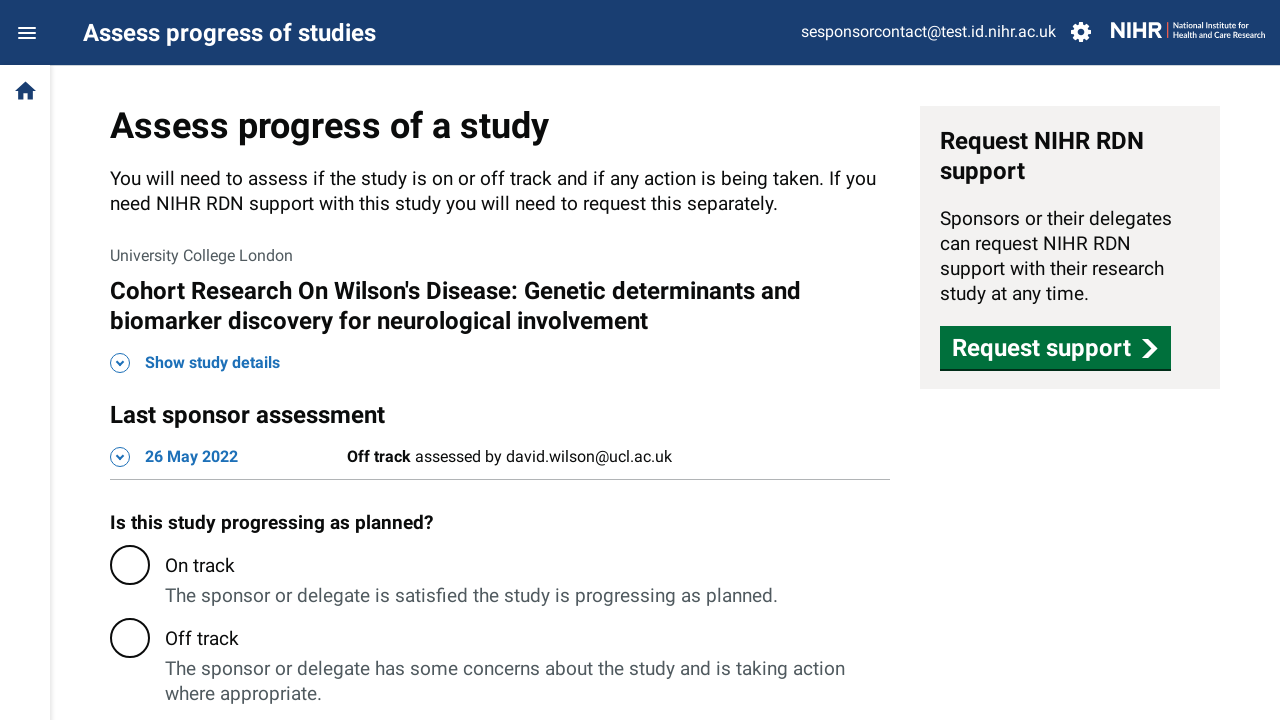 Assess progress of studies
sesponsorcontact@test.id.nihr.ac.uk
NIHR
National Institute for
Health and Care Research
Assess progress of a study
You will need to assess if the study is on or off track and if any action is being taken. If you
need NIHR RDN support with this study you will need to request this separately.
University College London
Cohort Research On Wilson's Disease: Genetic determinants and
biomarker discovery for neurological involvement
Show study details
Last sponsor assessment
26 May 2022
Off track assessed by david.wilson@ucl.ac.uk
Is this study progressing as planned?
On track
The sponsor or delegate is satisfied the study is progressing as planned.
Off track
The sponsor or delegate has some concerns about the study and is taking action
where appropriate.
Request NIHR RDN
support
Sponsors or their delegates
can request NIHR RDN
support with their research
study at any time.
Request support